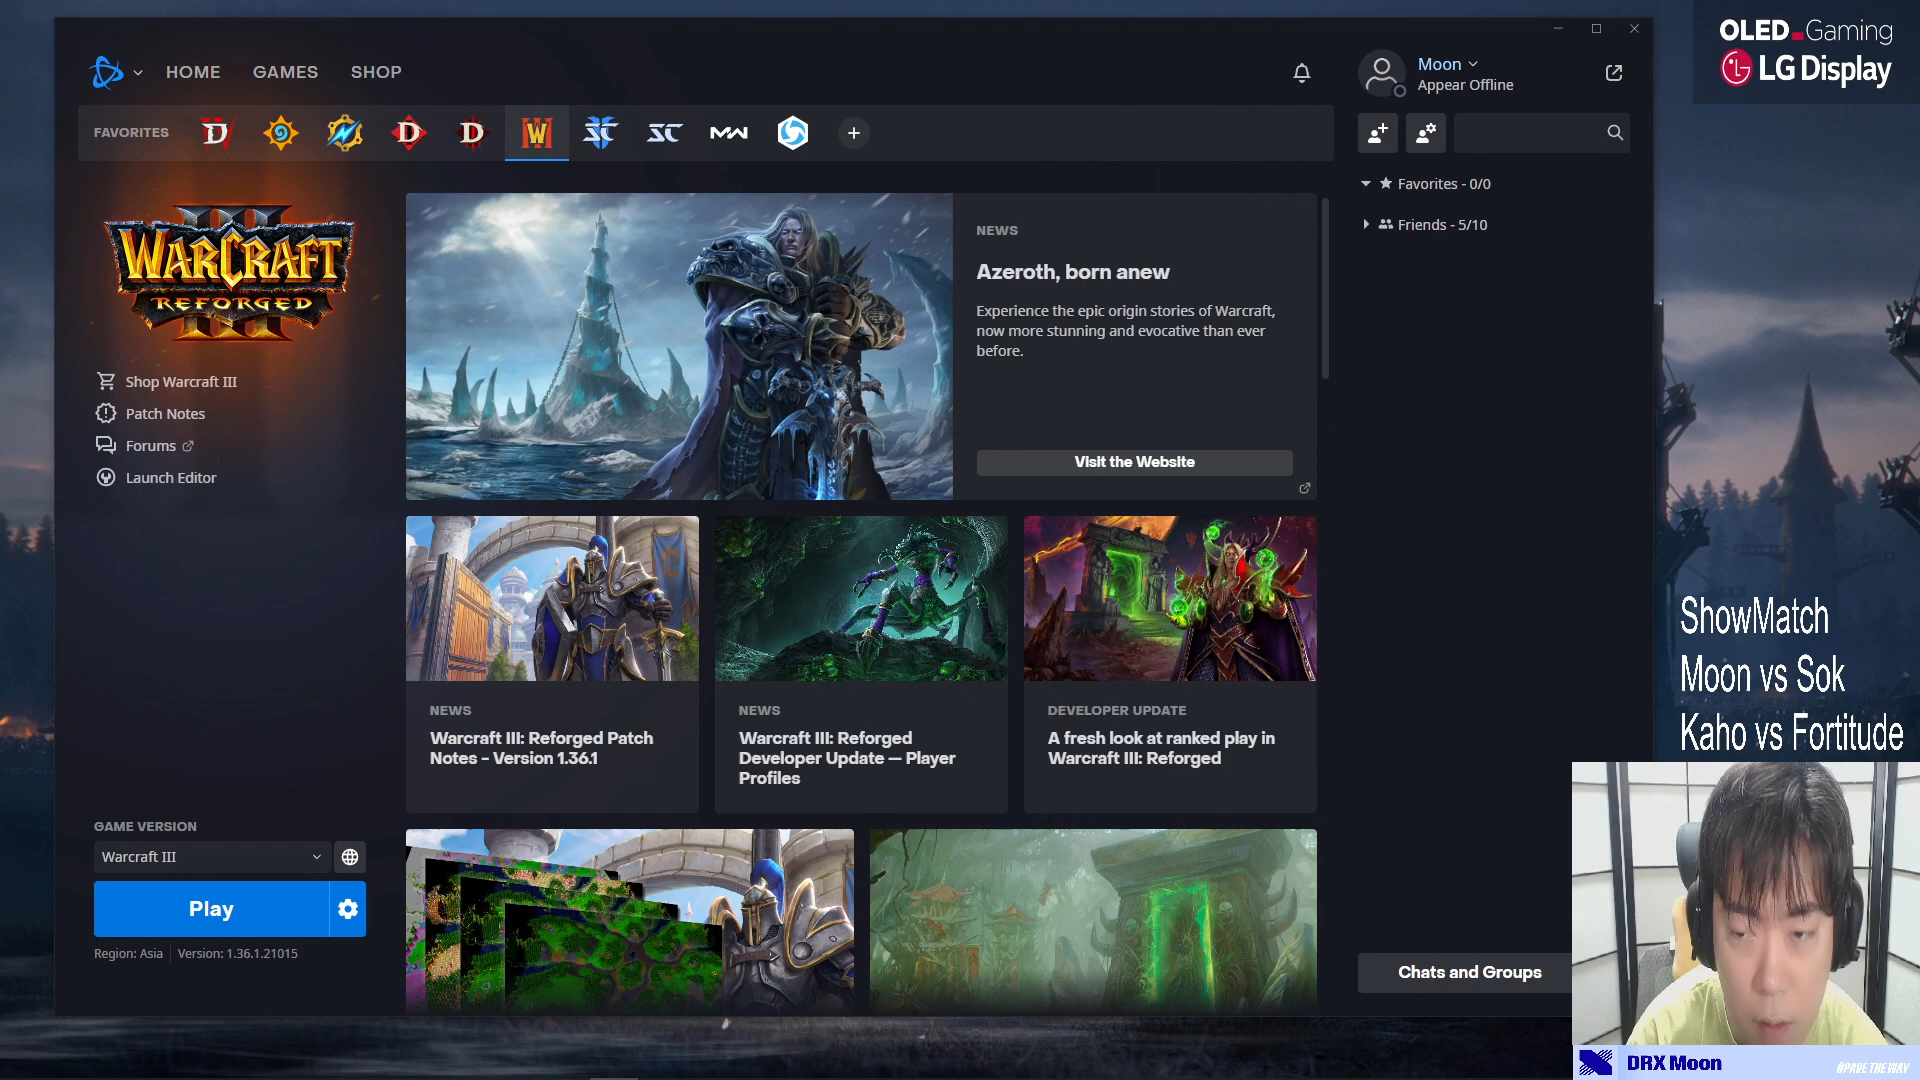 HOME
GAMES
SHOP
Moon
Appear Offline
OLED Gaming
LG Display
FAVORITES
Favorites - 0/0
Friends - 5/10
WARCRAFT
III
REFORGED
Shop Warcraft III
Patch Notes
Forums
Launch Editor
NEWS
Azeroth, born anew
Experience the epic origin stories of Warcraft,
now more stunning and evocative than ever
before.
Visit the Website
NEWS
Warcraft III: Reforged Patch
Notes - Version 1.36.1
NEWS
Warcraft III: Reforged
Developer Update — Player
Profiles
DEVELOPER UPDATE
A fresh look at ranked play in
Warcraft III: Reforged
ShowMatch
Moon vs Sok
Kaho vs Fortitude
GAME VERSION
Warcraft III
Play
Region: Asia
Version: 1.36.1.21015
Chats and Groups
DRX Moon
#PAVE THE WAY